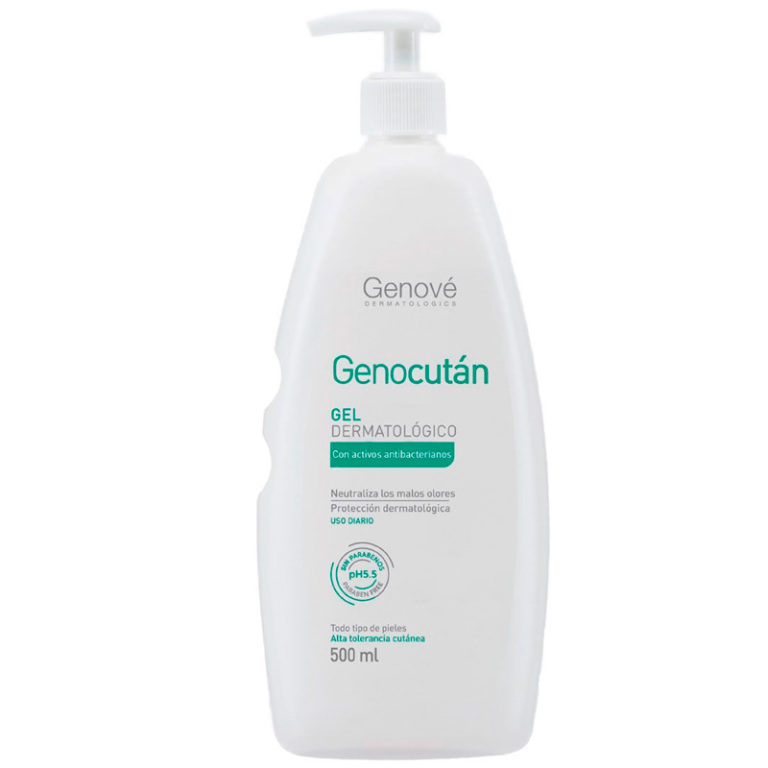 Genové
DERMATOLOGICS
Genocután
GEL
DERMATOLÓGICO
Con activos antibacterianos
Neutraliza los malos olores
Protección dermatológica
USO DIARIO
SIN PARABENOS
pH5.5
PARABEN FREE
Todo tipo de pieles
Alta tolerancia cutánea
500 ml